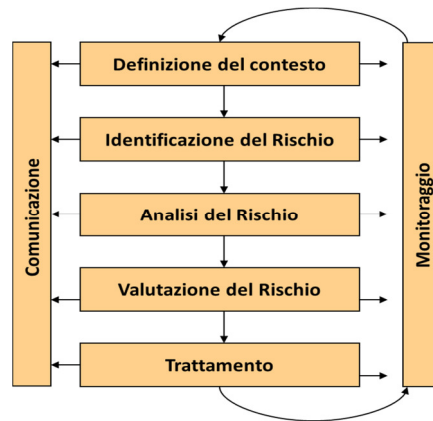 Definizione del contesto
Identificazione del Rischio
Analisi del Rischio
Valutazione del Rischio
Trattamento
Comunicazione
Monitoraggio